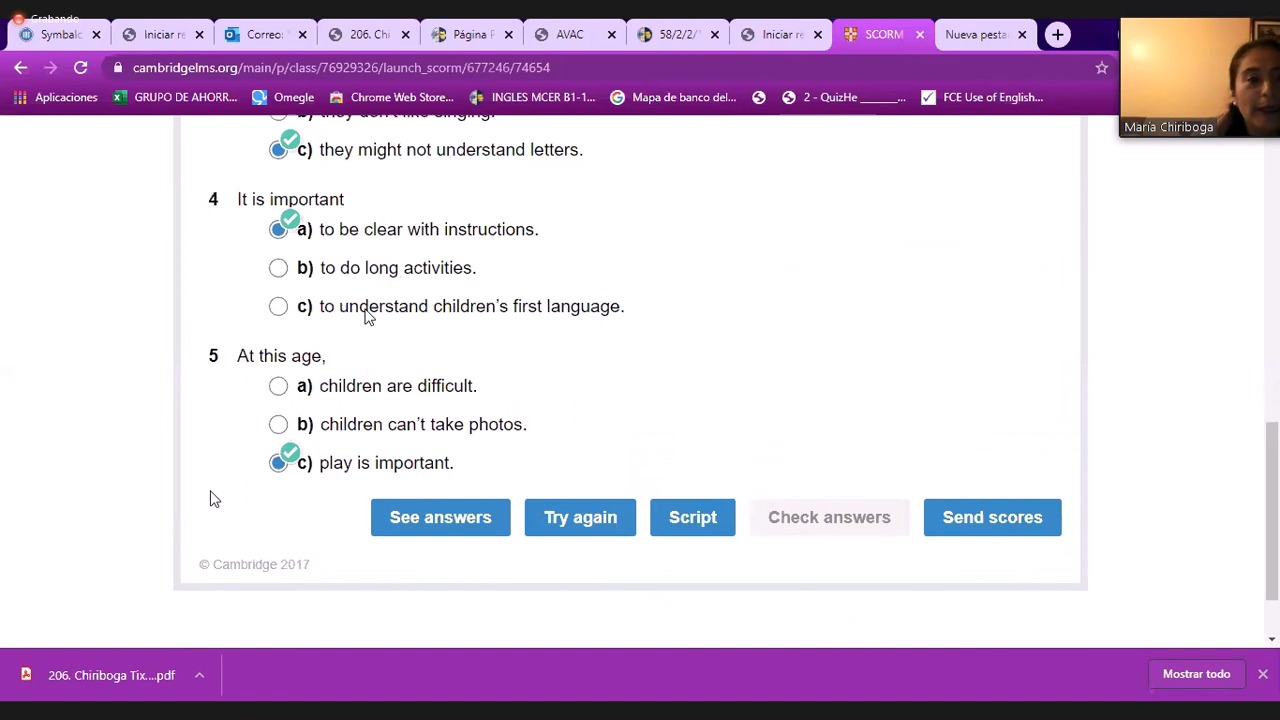 Grabando
Symbalo Iniciar re Correo: 206. Chi Página P AVAC 58/2/2/ Iniciar re SCORM Nueva pesta
cambridgelms.org/main/p/class/76929326/launch_scorm/677246/74654
Aplicaciones GRUPO DE AHORR... Omegle Chrome Web Store... INGLES MCER B1-1... Mapa de banco del... 2 - QuizHe ______... FCE Use of English...
María Chiriboga
b) they don't like singing.
c) they might not understand letters.
4 It is important
a) to be clear with instructions.
b) to do long activities.
c) to understand children's first language.
5 At this age,
a) children are difficult.
b) children can't take photos.
c) play is important.
See answers Try again Script Check answers Send scores
© Cambridge 2017
206. Chiriboga Tix....pdf Mostrar todo